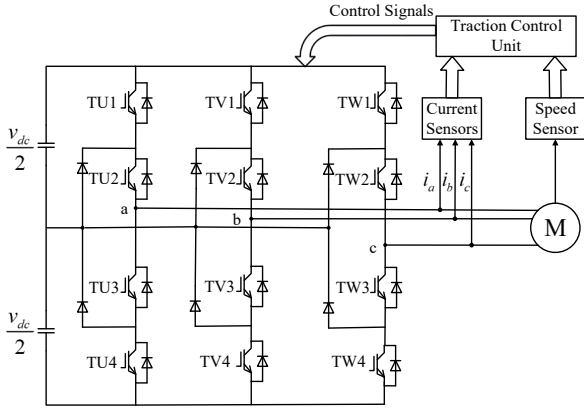 Control Signals
Traction Control
Unit
TU1
TV1
TW1
Current
Sensors
Speed
Sensor
v_dc
2
TU2
TV2
TW2
i_a
i_b
i_c
a
b
c
M
TU3
TV3
TW3
v_dc
2
TU4
TV4
TW4